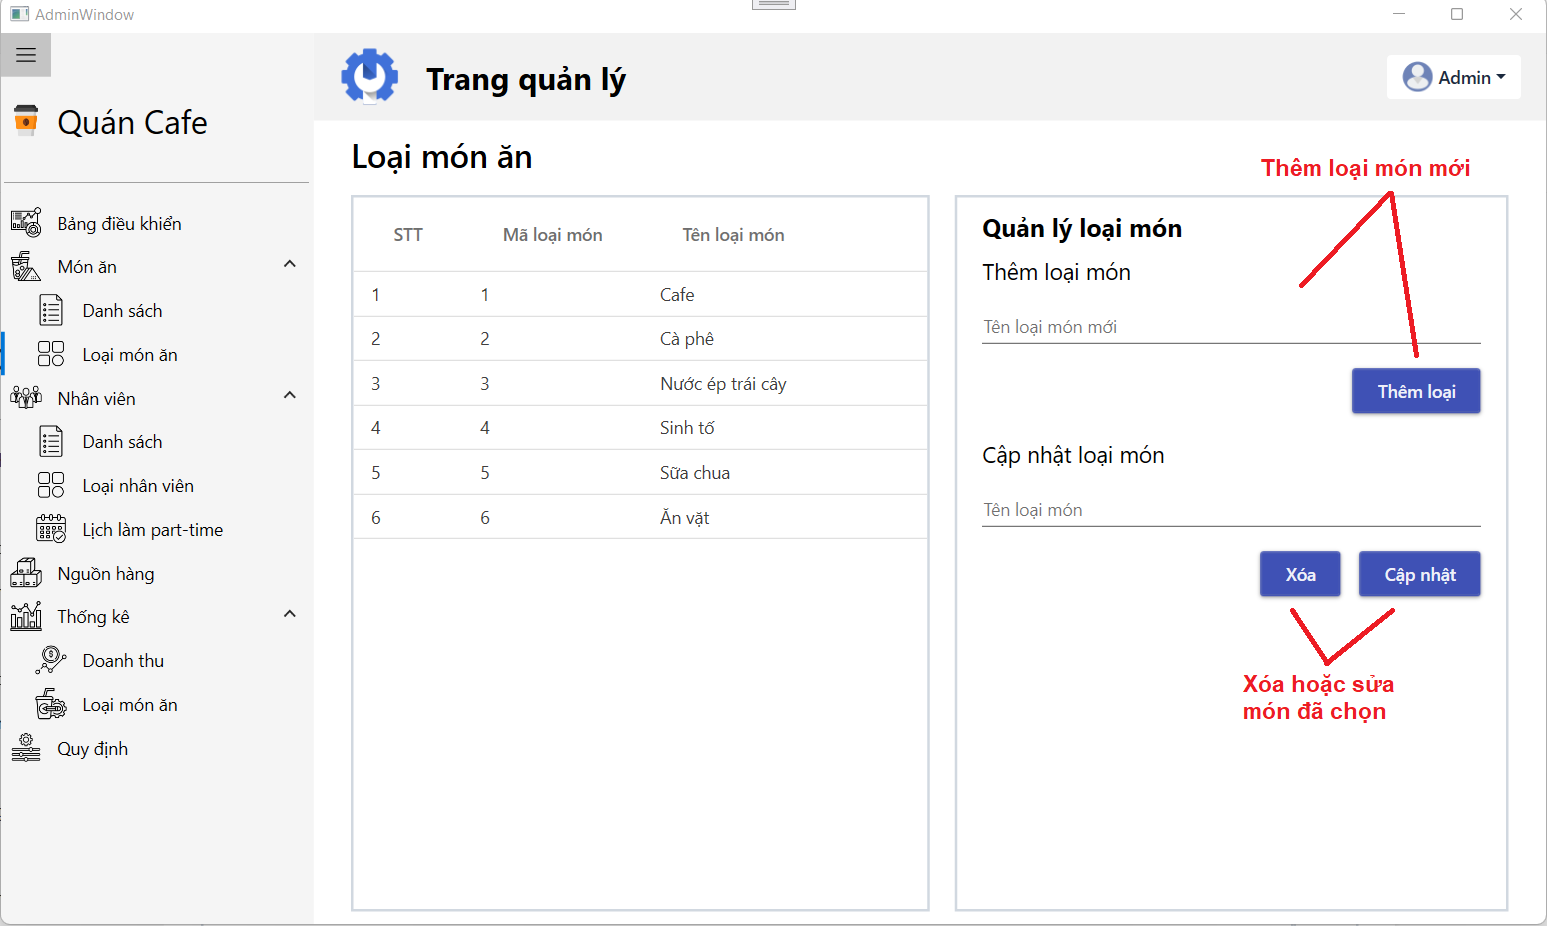 AdminWindow
Quán Cafe
Bảng điều khiển
Món ăn
Danh sách
Loại món ăn
Nhân viên
Danh sách
Loại nhân viên
Lịch làm part-time
Nguồn hàng
Thống kê
Doanh thu
Loại món ăn
Quy định
Trang quản lý
Admin
Loại món ăn
STT Mã loại món Tên loại món
1 1 Cafe
2 2 Cà phê
3 3 Nước ép trái cây
4 4 Sinh tố
5 5 Sữa chua
6 6 Ăn vặt
Thêm loại món mới
Quản lý loại món
Thêm loại món
Tên loại món mới
Thêm loại
Cập nhật loại món
Tên loại món
Xóa Cập nhật
Xóa hoặc sửa
món đã chọn